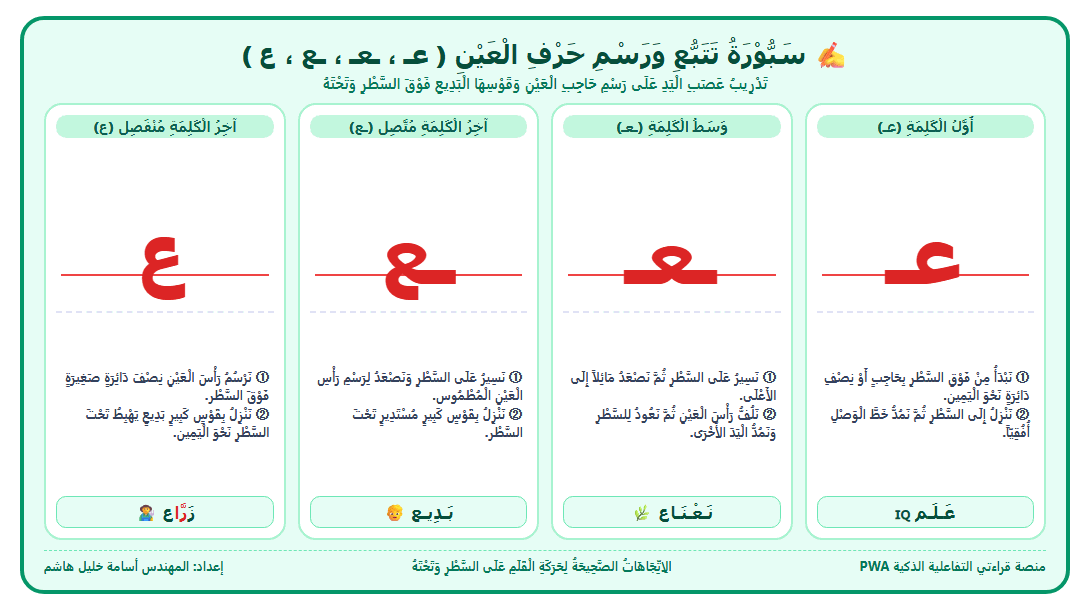 ✍️ سَبُّوْرَةُ تَتَبُّعِ وَرَسْمِ حَرْفِ الْعَيْنِ ( عـ ، ـعـ ، ـع ، ع )
تَدْرِيبُ عَصَبِ الْيَدِ عَلَى رَسْمِ حَاجِبِ الْعَيْنِ وَقَوْسِهَا الْبَدِيعِ فَوْقَ السَّطْرِ وَتَحْتَهُ
أَوَّلُ الْكَلِمَةِ (عـ)
عـ
① نَبْدَأُ مِنْ فَوْقِ السَّطْرِ بِحَاجِبٍ أَوْ نِصْفِ
دَائِرَةٍ نَحْوَ الْيَمِينِ.
② نَنْزِلُ إِلَى السَّطْرِ ثُمَّ نَمُدُّ خَطَّ الْوَصْلِ
أُفُقِيّاً.
عَـلَـم IQ
وَسَطُ الْكَلِمَةِ (ـعـ)
ـعـ
① نَسِيرُ عَلَى السَّطْرِ ثُمَّ نَصْعَدُ مَائِلاً إِلَى
الأَعْلَى.
② نَلُفُّ رَأْسَ الْعَيْنِ ثُمَّ نَعُودُ لِلسَّطْرِ
وَنَمُدُّ الْيَدَ الأُخْرَى.
نَـعْـنَـاع 🌿
آخِرُ الْكَلِمَةِ مُتَّصِل (ـع)
ـع
① نَسِيرُ عَلَى السَّطْرِ وَنَصْعَدُ لِرَسْمِ رَأْسِ
الْعَيْنِ الْمَطْمُوسِ.
② نَنْزِلُ بِقَوْسٍ كَبِيرٍ مُسْتَدِيرٍ تَحْتَ
السَّطْرِ.
بَـدِيـع 👴
آخِرُ الْكَلِمَةِ مُنْفَصِل (ع)
ع
① نَرْسُمُ رَأْسَ الْعَيْنِ نِصْفَ دَائِرَةٍ صَغِيرَةٍ
فَوْقَ السَّطْرِ.
② نَنْزِلُ بِقَوْسٍ كَبِيرٍ بَدِيعٍ يَهْبِطُ تَحْتَ
السَّطْرِ نَحْوَ الْيَمِينِ.
زَرَّاع 👨‍🌾
منصة قراءتي التفاعلية الذكية PWA
الِاتِّجَاهَاتُ الصَّحِيحَةُ لِحَرَكَةِ الْقَلَمِ عَلَى السَّطْرِ وَتَحْتَهُ
إعداد: المهندس أسامة خليل هاشم